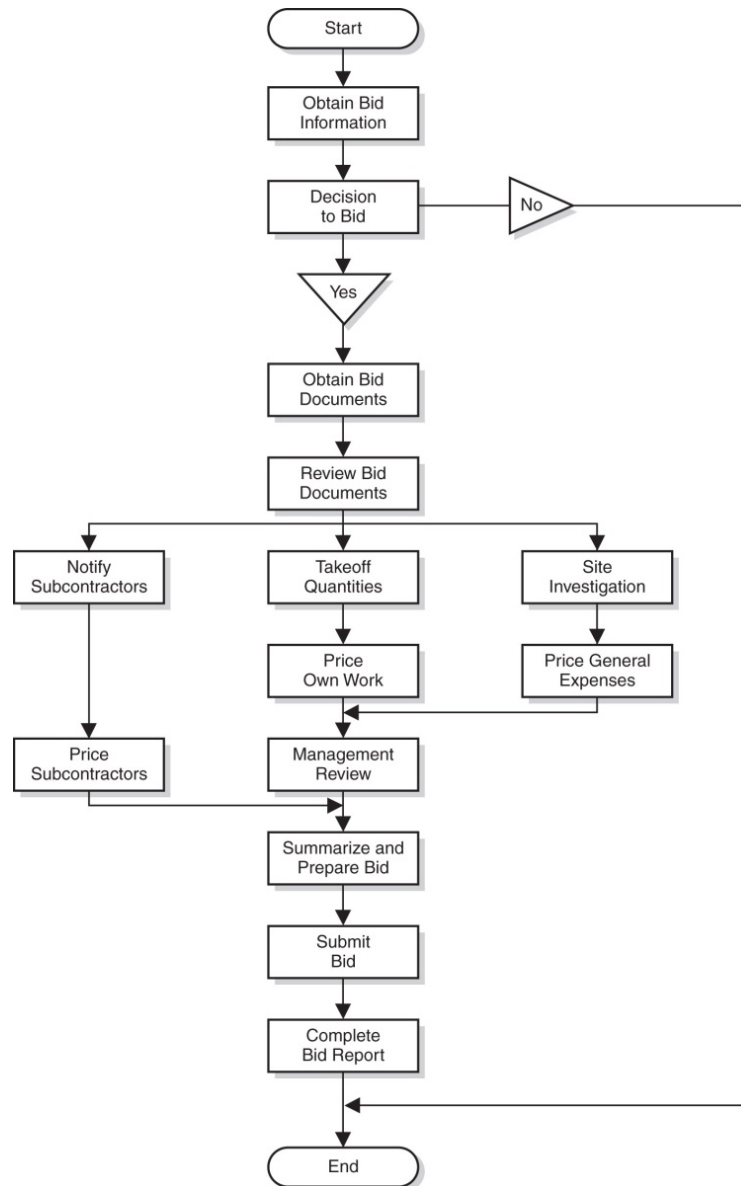 Start
Obtain Bid
Information
Decision
to Bid
No
Yes
Obtain Bid
Documents
Review Bid
Documents
Notify
Subcontractors
Takeoff
Quantities
Site
Investigation
Price
Own Work
Price General
Expenses
Price
Subcontractors
Management
Review
Summarize and
Prepare Bid
Submit
Bid
Complete
Bid Report
End